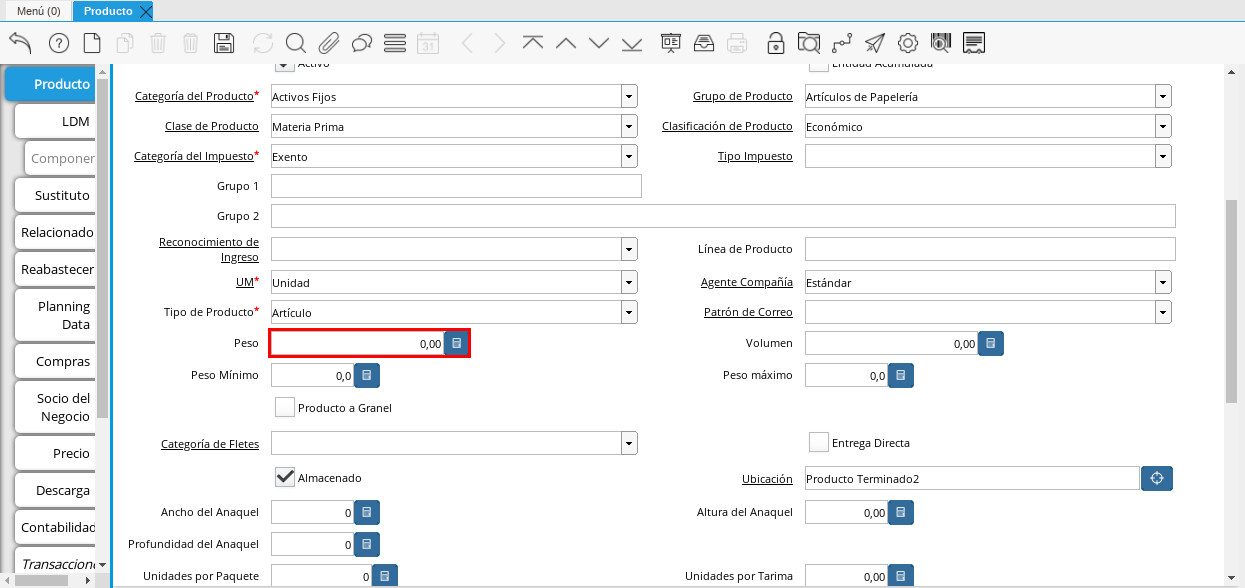 Menú (0) Producto
31
Producto
LDM
Componen
Sustituto
Relacionado
Reabastecer
Planning
Data
Compras
Socio del
Negocio
Precio
Descarga
Contabilidad
Transaccione
Activo Entidad Acumulada
Categoría del Producto* Activos Fijos Grupo de Producto Artículos de Papelería
Clase de Producto Materia Prima Clasificación de Producto Económico
Categoría del Impuesto* Exento Tipo Impuesto
Grupo 1
Grupo 2
Reconocimiento de
Ingreso Línea de Producto
UM* Unidad Agente Compañía Estándar
Tipo de Producto* Artículo Patrón de Correo
Peso 0,00 Volumen 0,00
Peso Mínimo 0,0 Peso máximo 0,0
Producto a Granel
Categoría de Fletes Entrega Directa
Almacenado Ubicación Producto Terminado2
Ancho del Anaquel 0 Altura del Anaquel 0,00
Profundidad del Anaquel 0
Unidades por Paquete 0 Unidades por Tarima 0,00